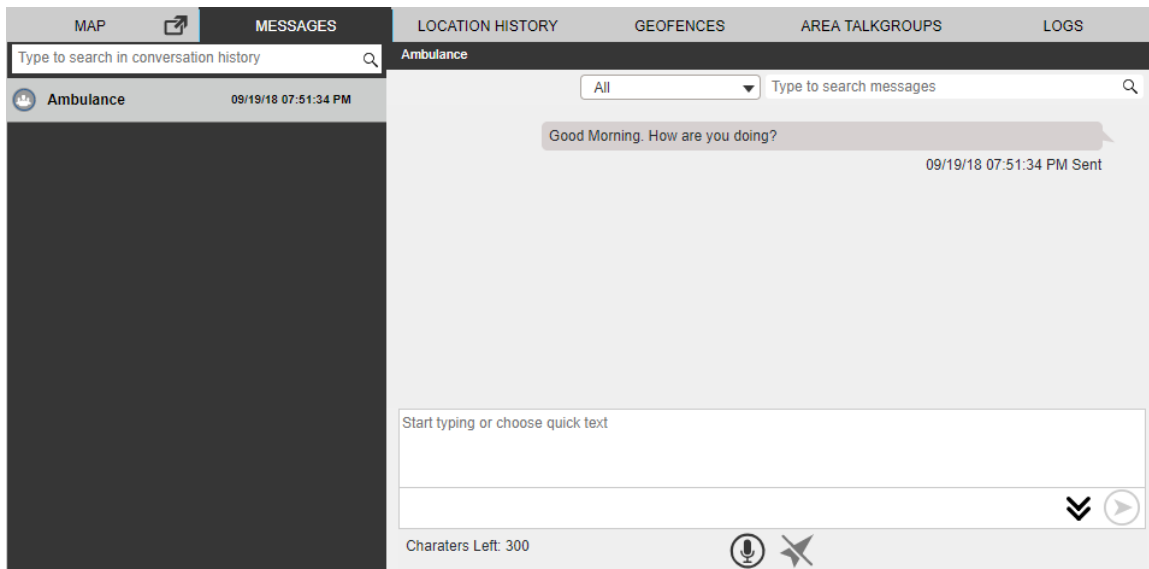 MAP MESSAGES LOCATION HISTORY GEOFENCES AREA TALKGROUPS LOGS
Type to search in conversation history
Ambulance 09/19/18 07:51:34 PM
Ambulance
All Type to search messages
Good Morning. How are you doing?
09/19/18 07:51:34 PM Sent
Start typing or choose quick text
Charaters Left: 300